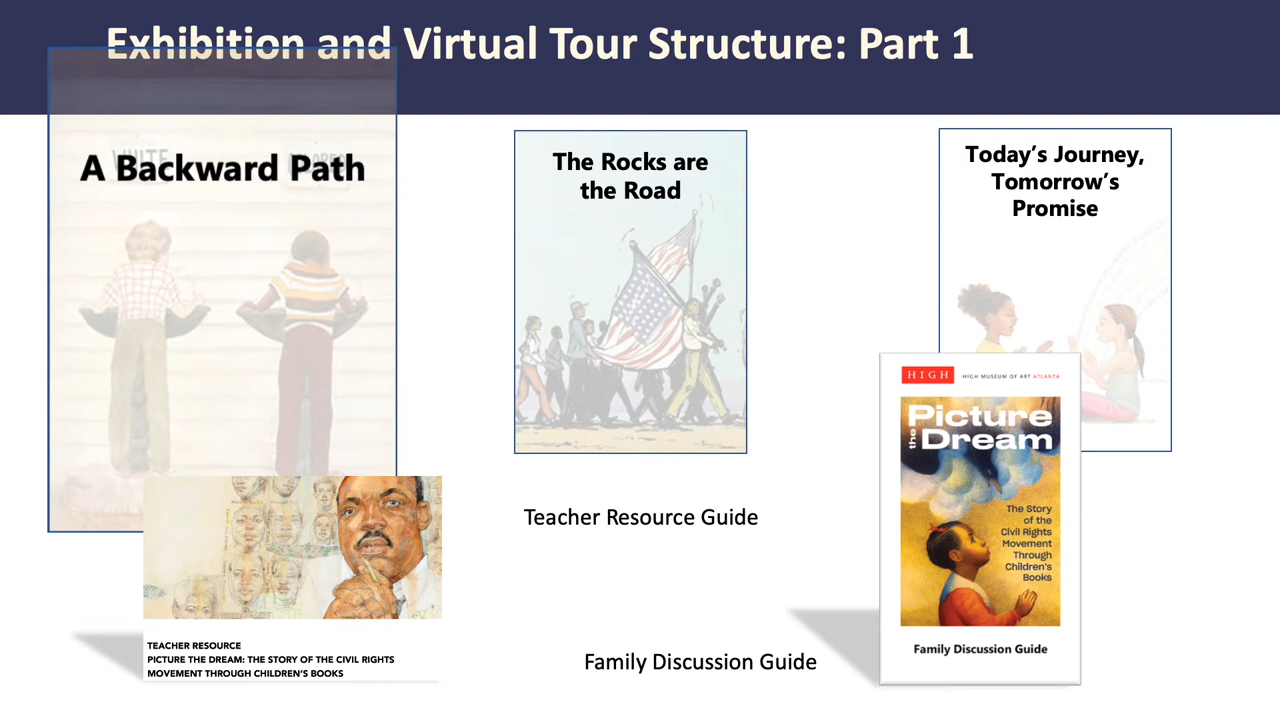 Exhibition and Virtual Tour Structure: Part 1
WHITE
A Backward Path
The Rocks are
the Road
Today’s Journey,
Tomorrow’s
Promise
HIGH HIGH MUSEUM OF ART ATLANTA
Picture
the Dream
The Story
of the
Civil Rights
Movement
Through
Children's
Books
Family Discussion Guide
Teacher Resource Guide
TEACHER RESOURCE
PICTURE THE DREAM: THE STORY OF THE CIVIL RIGHTS
MOVEMENT THROUGH CHILDREN’S BOOKS
Family Discussion Guide